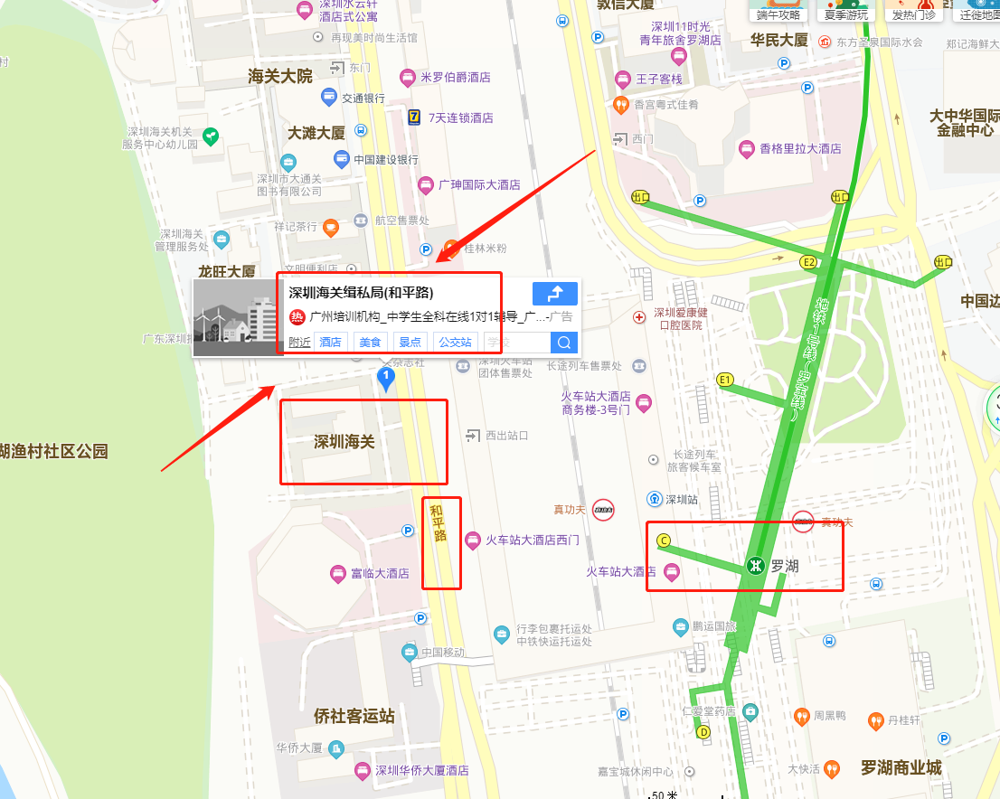 深圳水云轩
酒店式公寓
敦信大厦
端午攻略
夏季游玩
发热门诊
迁徙地图
再现美时尚生活馆
深圳11时光
青年旅舍罗湖店
华民大厦
东方圣泉国际水会
郑记海鲜大
村
海关大院
东门
米罗伯爵酒店
王子客栈
交通银行
香宫粤式佳肴
7
7天连锁酒店
大中华国际
金融中心
深圳海关机关
服务中心幼儿园
大滩大厦
西门
香格里拉大酒店
中国建设银行
深圳市大通关
图书有限公司
广珅国际大酒店
出口
出口
祥记茶行
航空售票处
深圳海关
管理服务处
桂林米粉
E2
出口
龙旺大厦
文明便利店
深圳海关缉私局(和平路)
热
广州培训机构_中学生全科在线1对1辅导_广...-广告
附近
酒店
美食
景点
公交站
学校
中国边
深圳爱康健
口腔医院
地铁1号线(罗宝线)
广东深圳
深圳火车站
团体售票处
长途列车售票处
1
E1
火车站大酒店
商务楼-3号门
深圳海关
西出站口
湖渔村社区公园
长途列车
旅客候车室
深圳站
和平路
真功夫
真功夫
C
火车站大酒店西门
火车站大酒店
罗湖
富临大酒店
行李包裹托运处
中铁快运托运处
鹏运国旅
中国移动
侨社客运站
仁爱堂药店
周黑鸭
丹桂轩
D
华侨大厦
深圳华侨大厦酒店
嘉宝城休闲中心
大快活
罗湖商业城
50 米